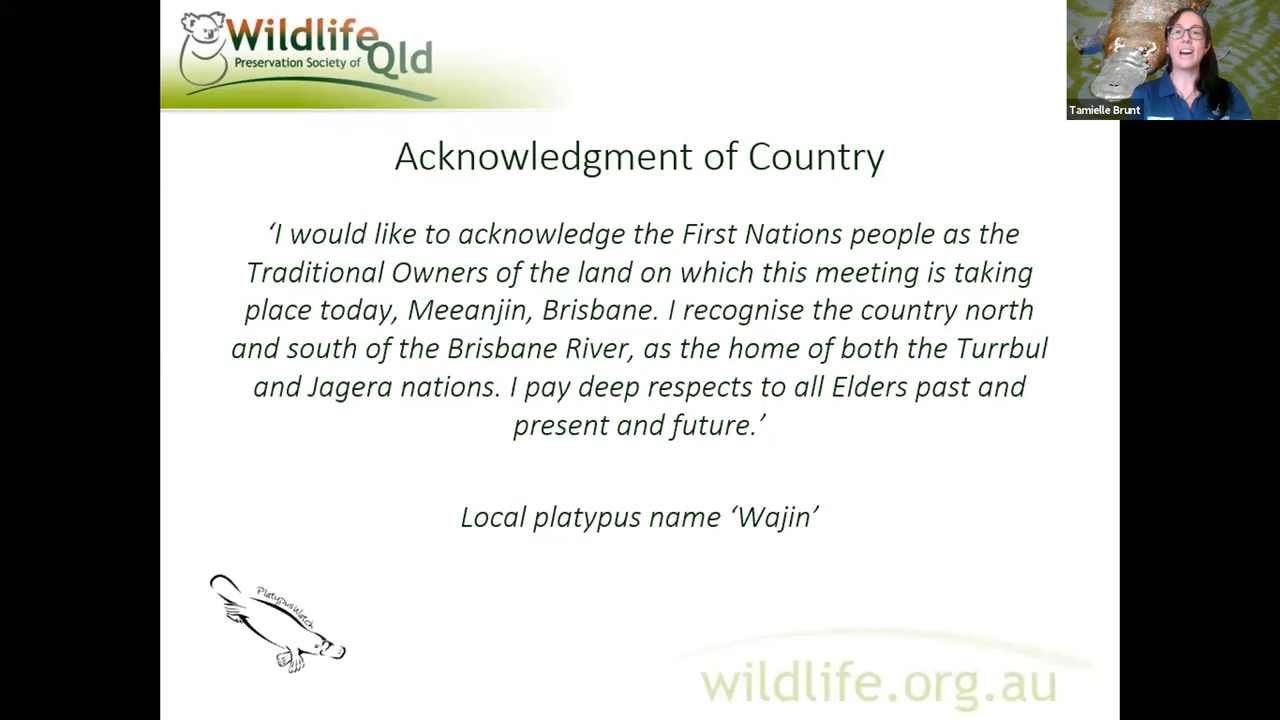 Wildlife
Preservation Society of Qld
Tamielle Brunt
Acknowledgment of Country
‘I would like to acknowledge the First Nations people as the
Traditional Owners of the land on which this meeting is taking
place today, Meeanjin, Brisbane. I recognise the country north
and south of the Brisbane River, as the home of both the Turrbul
and Jagera nations. I pay deep respects to all Elders past and
present and future.’
Local platypus name ‘Wajin’
PlatypusWatch
wildlife.org.au